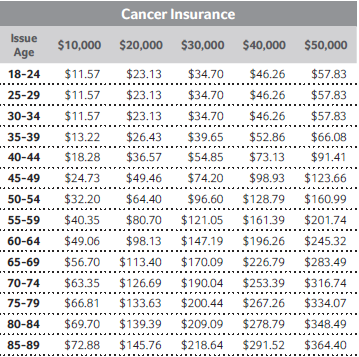 Cancer Insurance
Issue Age $10,000 $20,000 $30,000 $40,000 $50,000
18-24 $11.57 $23.13 $34.70 $46.26 $57.83
25-29 $11.57 $23.13 $34.70 $46.26 $57.83
30-34 $11.57 $23.13 $34.70 $46.26 $57.83
35-39 $13.22 $26.43 $39.65 $52.86 $66.08
40-44 $18.28 $36.57 $54.85 $73.13 $91.41
45-49 $24.73 $49.46 $74.20 $98.93 $123.66
50-54 $32.20 $64.40 $96.60 $128.79 $160.99
55-59 $40.35 $80.70 $121.05 $161.39 $201.74
60-64 $49.06 $98.13 $147.19 $196.26 $245.32
65-69 $56.70 $113.40 $170.09 $226.79 $283.49
70-74 $63.35 $126.69 $190.04 $253.39 $316.74
75-79 $66.81 $133.63 $200.44 $267.26 $334.07
80-84 $69.70 $139.39 $209.09 $278.79 $348.49
85-89 $72.88 $145.76 $218.64 $291.52 $364.40